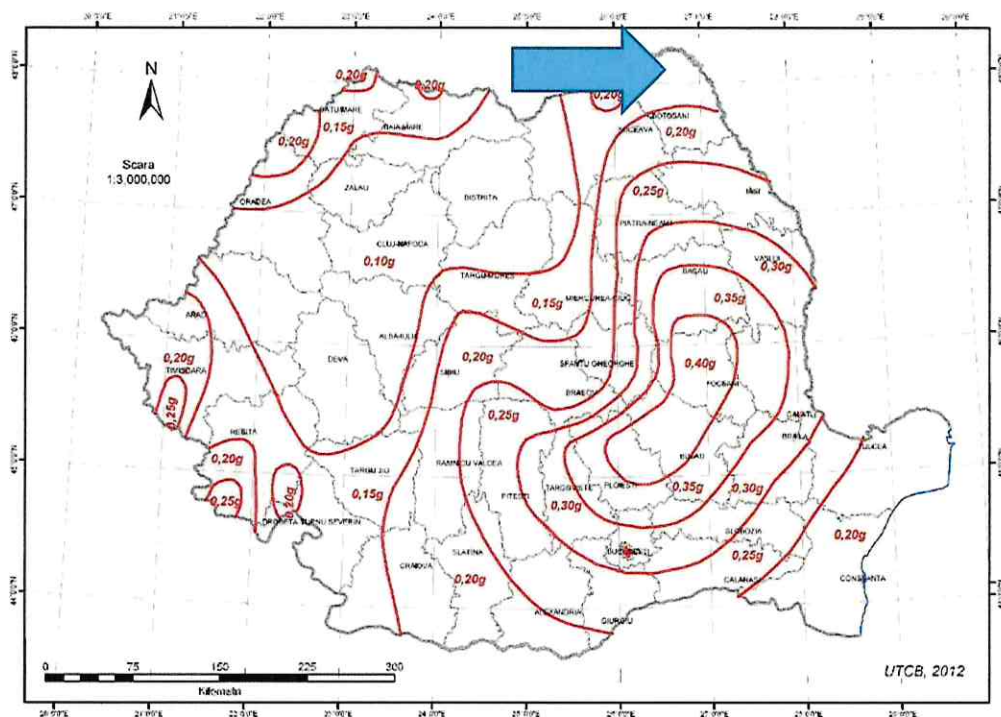 N
Scara
1:3.000,000
0,20g
0,20g
0,20g
SATU-MARE
0,15g
BAIA-MARE
0,20g
BOTOSANI
SUCEAVA
0,20g
ZALAU
ORADEA
BISTRITA
0,25g
IASI
PIATRA-NEAMT
CLUJ-NAPOCA
0,10g
TARGU-MURES
VASLUI
0,30g
BACAU
0,35g
0,15g
MIERCUREA-CIUC
ARAD
ALBA-IULIA
DEVA
0,20g
TIMISOARA
0,20g
SIBIU
SFANTU GHEORGHE
0,40g
FOCSANI
BRASOV
0,25g
0,25g
GALATI
BRAILA
TULCEA
RESITA
0,20g
TARGU JIU
RAMNICU VALCEA
BUZAU
0,15g
0,25g
0,20g
PITESTI
TARGOVISTE
PLOIESTI
0,35g
0,30g
0,30g
DROBETA TURNU SEVERIN
SLOBOZIA
0,20g
SLATINA
BUCURESTI
0,25g
CRAIOVA
0,20g
CALARASI
CONSTANTA
ALEXANDRIA
GIURGIU
0 75 150 225 300
UTCB, 2012